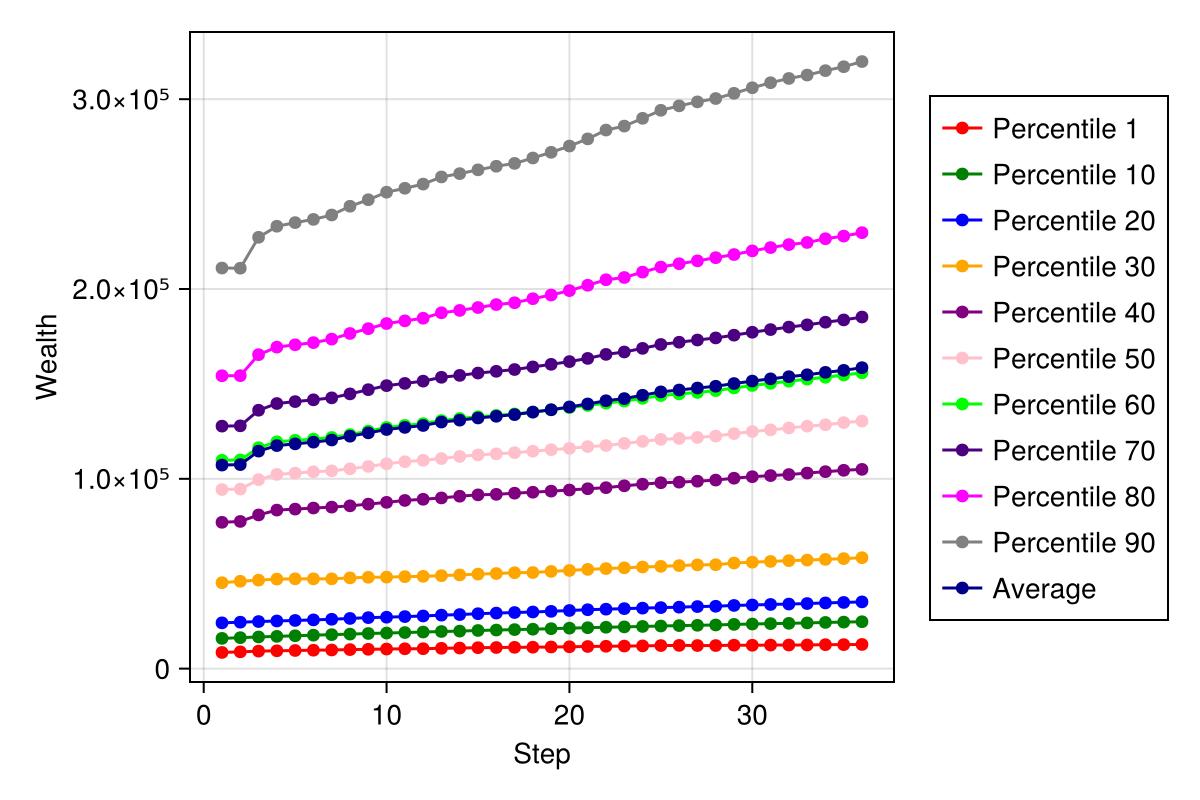 3.0×10⁵
2.0×10⁵
1.0×10⁵
0
Wealth
0 10 20 30
Step
Percentile 1
Percentile 10
Percentile 20
Percentile 30
Percentile 40
Percentile 50
Percentile 60
Percentile 70
Percentile 80
Percentile 90
Average